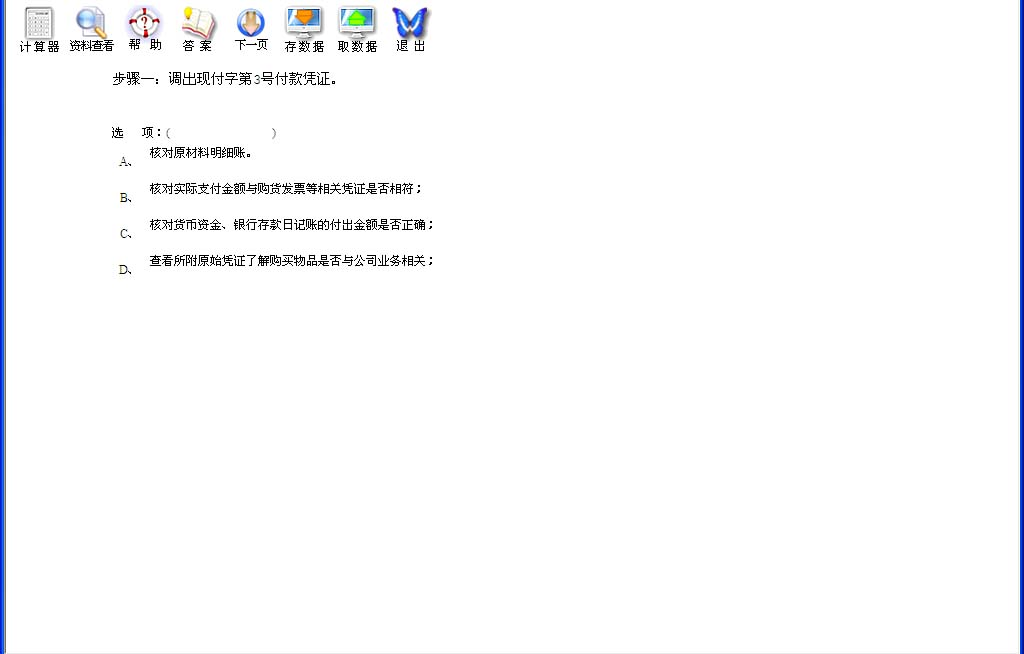 计算器 资料查看 帮 助 答 案 下一页 存数据 取数据 退 出
步骤一：调出现付字第3号付款凭证。
选 项：( )
A、 核对原材料明细账。
B、 核对实际支付金额与购货发票等相关凭证是否相符；
C、 核对货币资金、银行存款日记账的付出金额是否正确；
D、 查看所附原始凭证了解购买物品是否与公司业务相关；